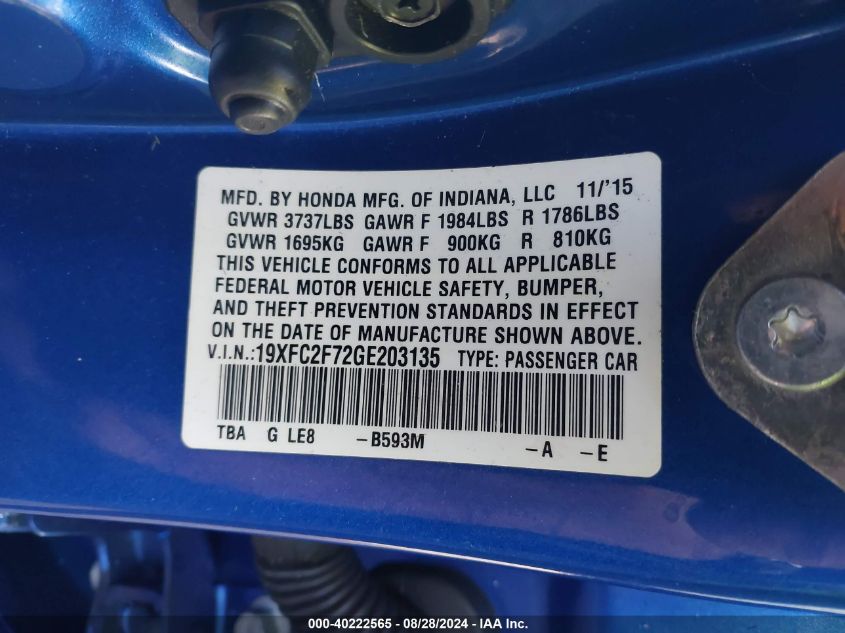 MFD. BY HONDA MFG. OF INDIANA, LLC 11/'15
GVWR 3737LBS GAWR F 1984LBS R 1786LBS
GVWR 1695KG GAWR F 900KG R 810KG
THIS VEHICLE CONFORMS TO ALL APPLICABLE
FEDERAL MOTOR VEHICLE SAFETY, BUMPER,
AND THEFT PREVENTION STANDARDS IN EFFECT
ON THE DATE OF MANUFACTURE SHOWN ABOVE.
V.I.N.:19XFC2F72GE203135 TYPE: PASSENGER CAR
TBA G LE8 -B593M -A -E
000-40222565 - 08/28/2024 - IAA Inc.